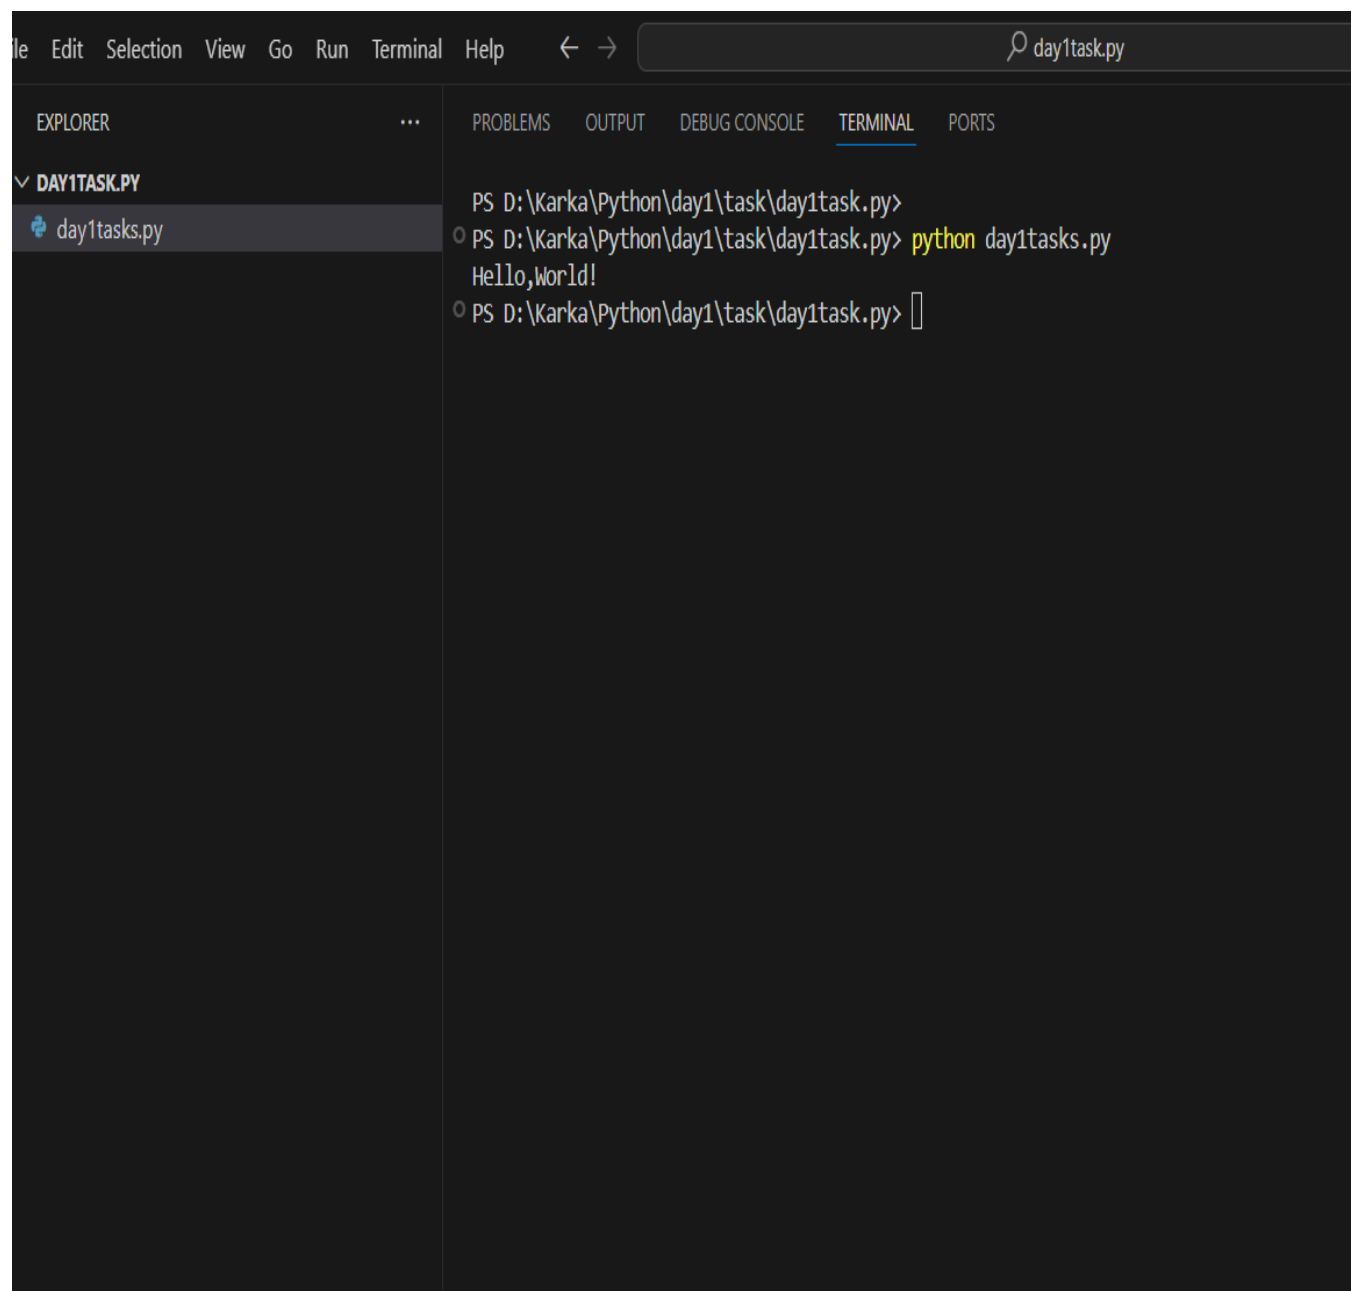 ile Edit Selection View Go Run Terminal Help day1task.py
EXPLORER ...
DAY1TASK.PY
day1tasks.py
PROBLEMS OUTPUT DEBUG CONSOLE TERMINAL PORTS
PS D:\Karka\Python\day1\task\day1task.py>
PS D:\Karka\Python\day1\task\day1task.py> python day1tasks.py
Hello,World!
PS D:\Karka\Python\day1\task\day1task.py>